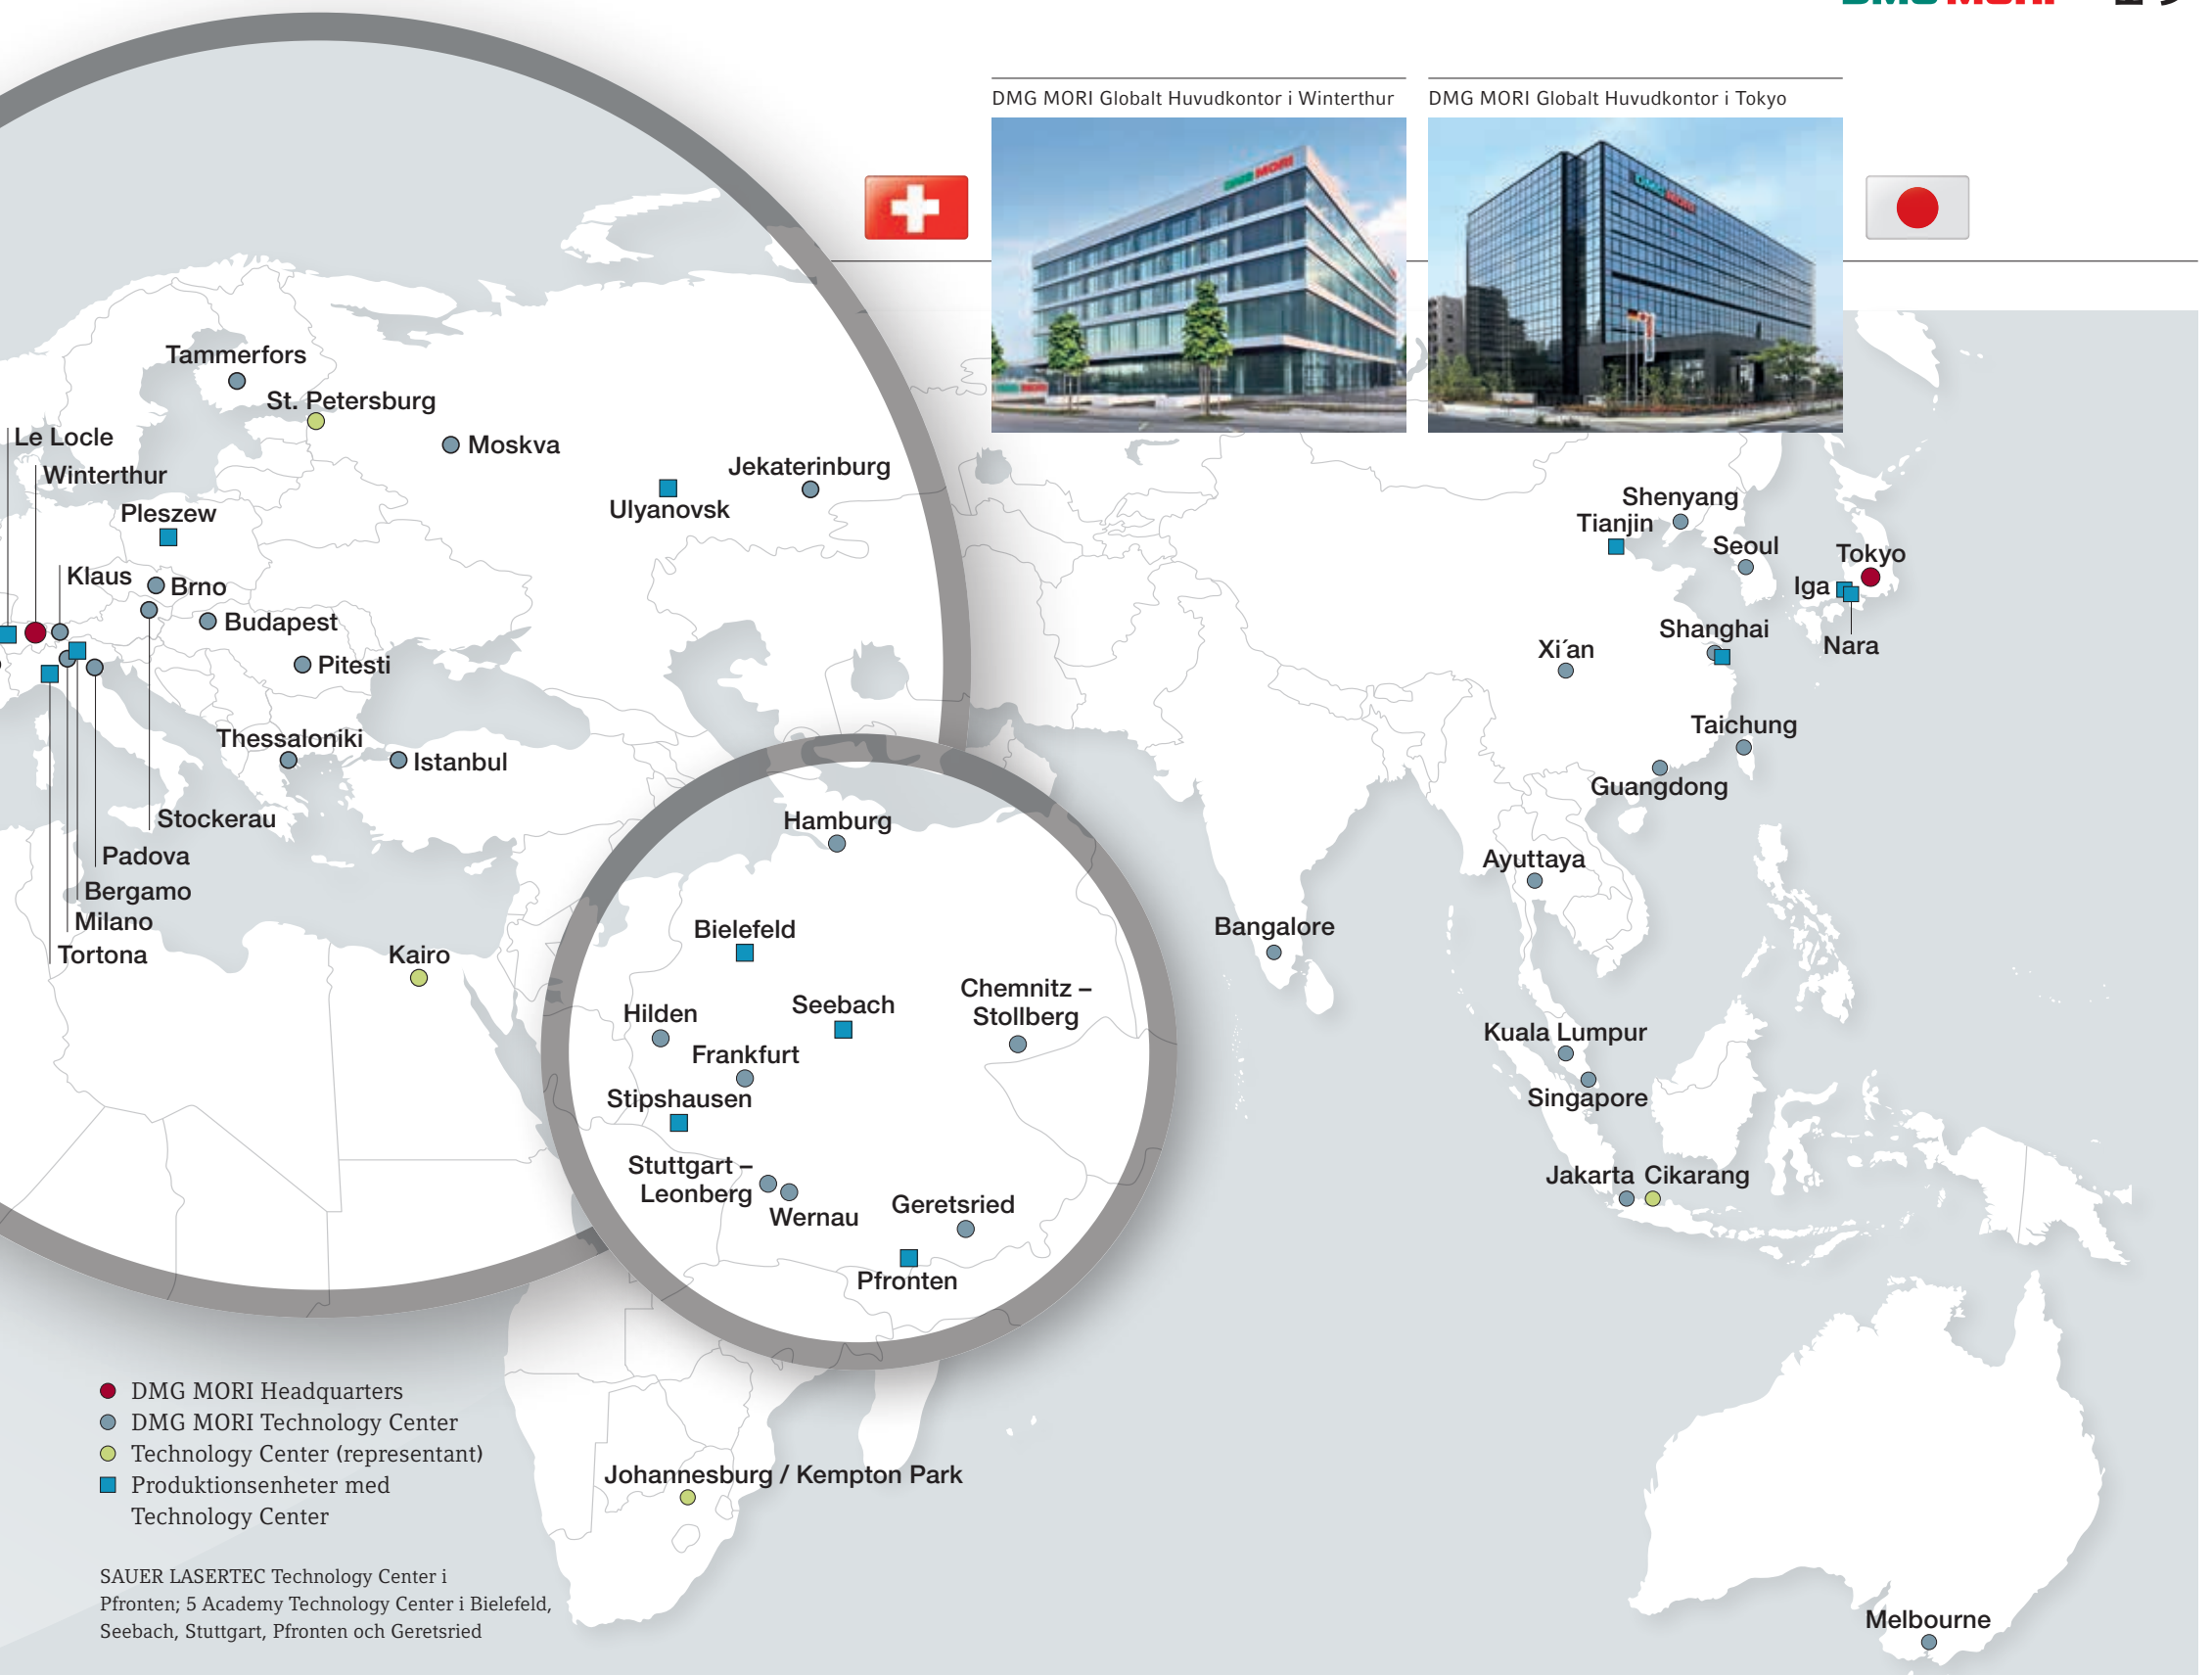 DMG MORI Globalt Huvudkontor i Winterthur
DMG MORI Globalt Huvudkontor i Tokyo
DMG MORI
DMG MORI
Tammerfors
St. Petersburg
Moskva
Jekaterinburg
Ulyanovsk
Le Locle
Winterthur
Pleszew
Klaus
Brno
Budapest
Pitesti
Thessaloniki
Istanbul
Stockerau
Padova
Bergamo
Milano
Tortona
Kairo
Hamburg
Bielefeld
Hilden
Seebach
Chemnitz –
Stollberg
Frankfurt
Stipshausen
Stuttgart –
Leonberg
Wernau
Geretsried
Pfronten
Shenyang
Tianjin
Seoul
Tokyo
Iga
Nara
Shanghai
Xi´an
Taichung
Guangdong
Ayuttaya
Bangalore
Kuala Lumpur
Singapore
Jakarta
Cikarang
Johannesburg / Kempton Park
Melbourne
DMG MORI Headquarters
DMG MORI Technology Center
Technology Center (representant)
Produktionsenheter med
Technology Center
SAUER LASERTEC Technology Center i
Pfronten; 5 Academy Technology Center i Bielefeld,
Seebach, Stuttgart, Pfronten och Geretsried